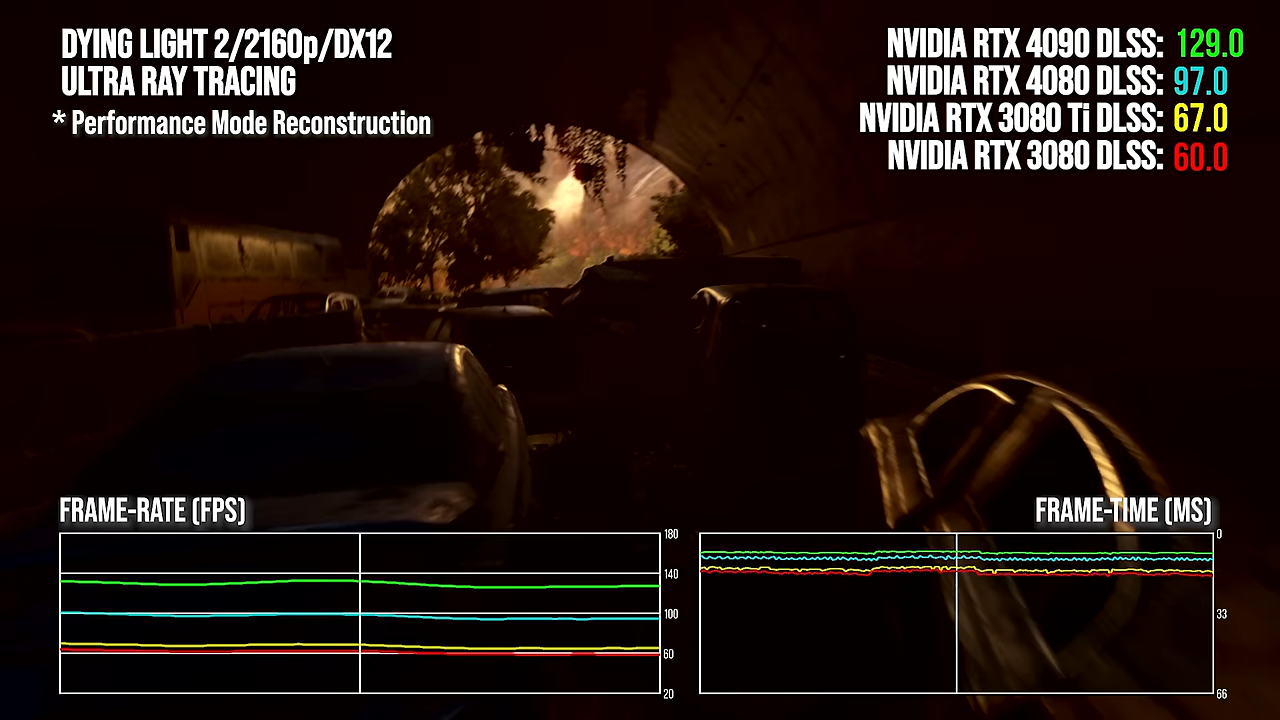 DYING LIGHT 2/2160p/DX12
ULTRA RAY TRACING
* Performance Mode Reconstruction
NVIDIA RTX 4090 DLSS: 129.0
NVIDIA RTX 4080 DLSS: 97.0
NVIDIA RTX 3080 Ti DLSS: 67.0
NVIDIA RTX 3080 DLSS: 60.0
FRAME-RATE (FPS)
180
140
100
60
20
FRAME-TIME (MS)
0
33
66